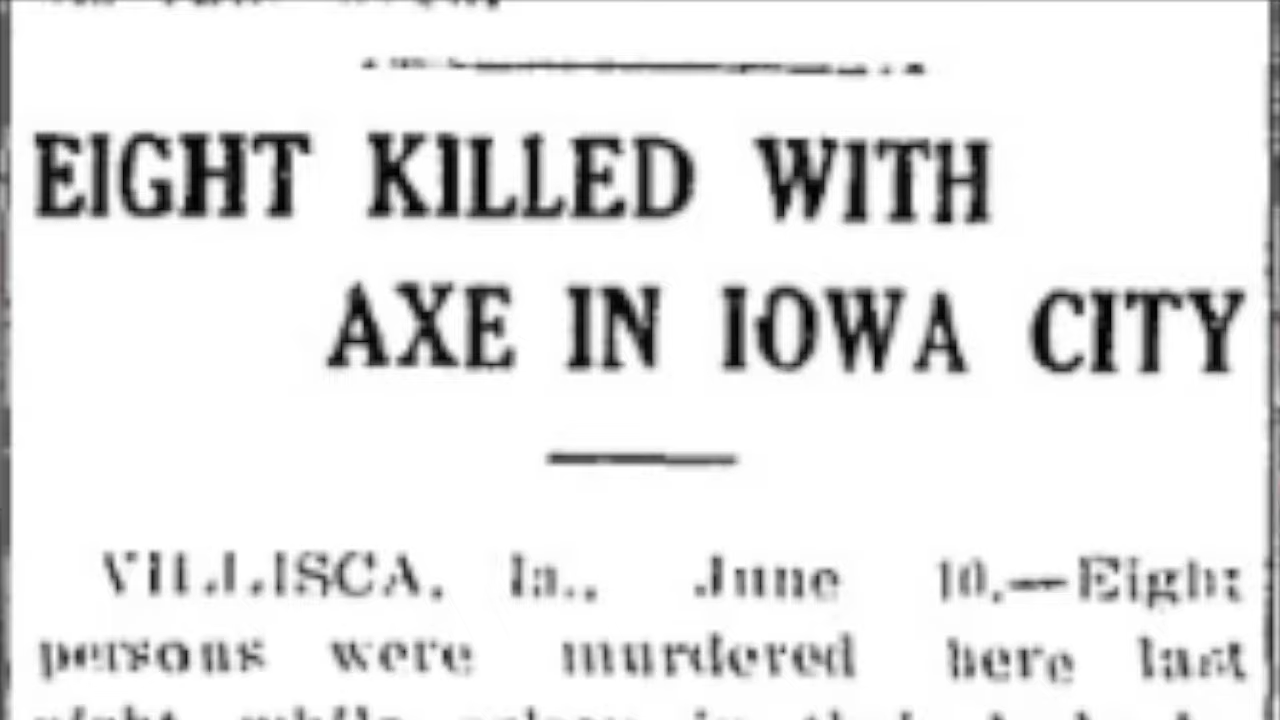 EIGHT KILLED WITH
AXE IN IOWA CITY
VILLISCA, Ia., June 10.—Eight
persons were murdered here last